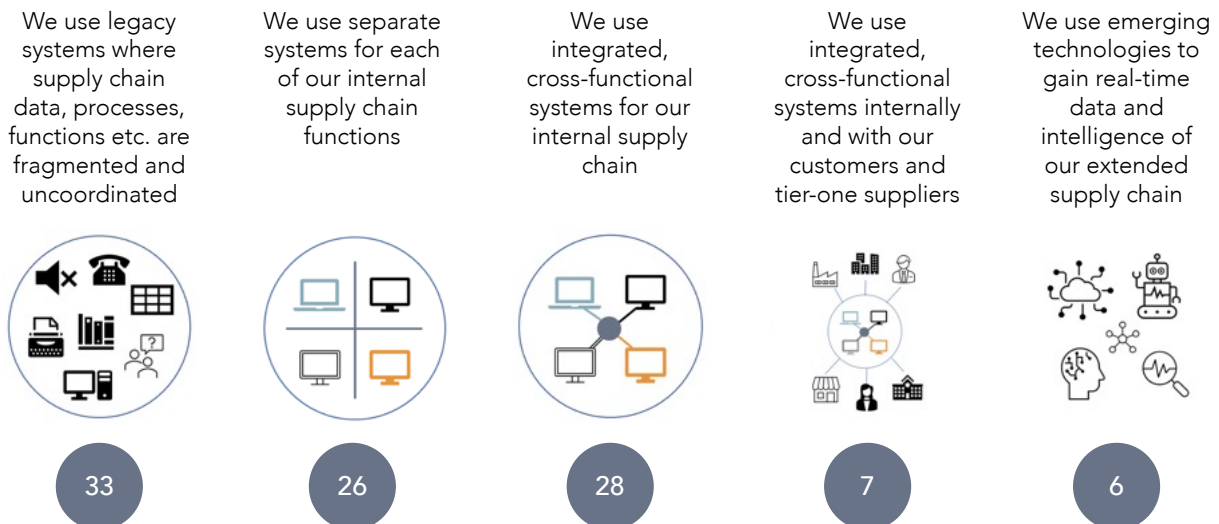 We use legacy
systems where
supply chain
data, processes,
functions etc. are
fragmented and
uncoordinated
We use separate
systems for each
of our internal
supply chain
functions
We use
integrated,
cross-functional
systems for our
internal supply
chain
We use
integrated,
cross-functional
systems internally
and with our
customers and
tier-one suppliers
We use emerging
technologies to
gain real-time
data and
intelligence of
our extended
supply chain
?
33
26
28
7
6